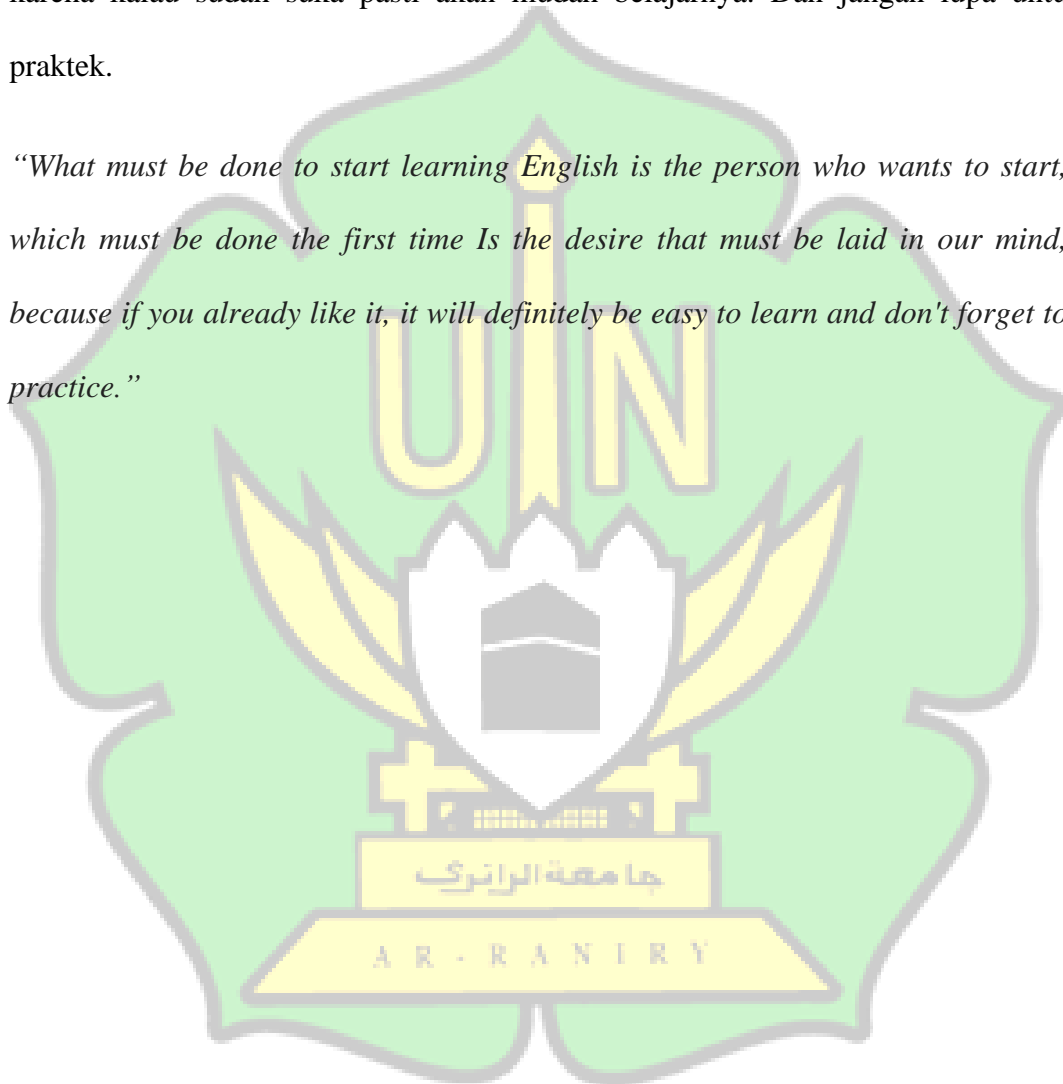 karena kalau sudah suka pasti akan mudah belajarnya. Dan jangan lupa
praktek.
“What must be done to start learning English is the person who wants to start,
which must be done the first time Is the desire that must be laid in our mind,
because if you already like it, it will definitely be easy to learn and don't forget to
practice.”
UIN
جامعة الرانري
AR-RANIRY